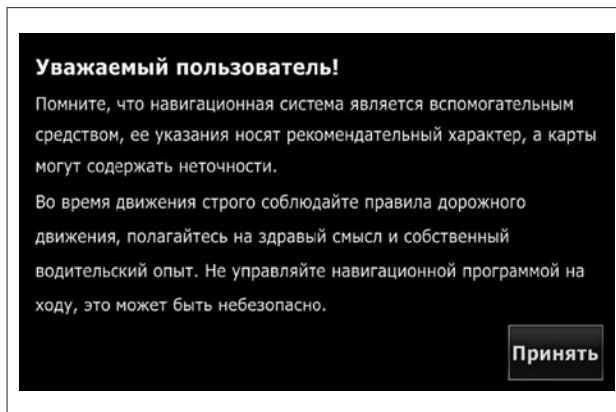 Уважаемый пользователь!
Помните, что навигационная система является вспомогательным
средством, ее указания носят рекомендательный характер, а карты
могут содержать неточности.
Во время движения строго соблюдайте правила дорожного
движения, полагайтесь на здравый смысл и собственный
водительский опыт. Не управляйте навигационной программой на
ходу, это может быть небезопасно.
Принять